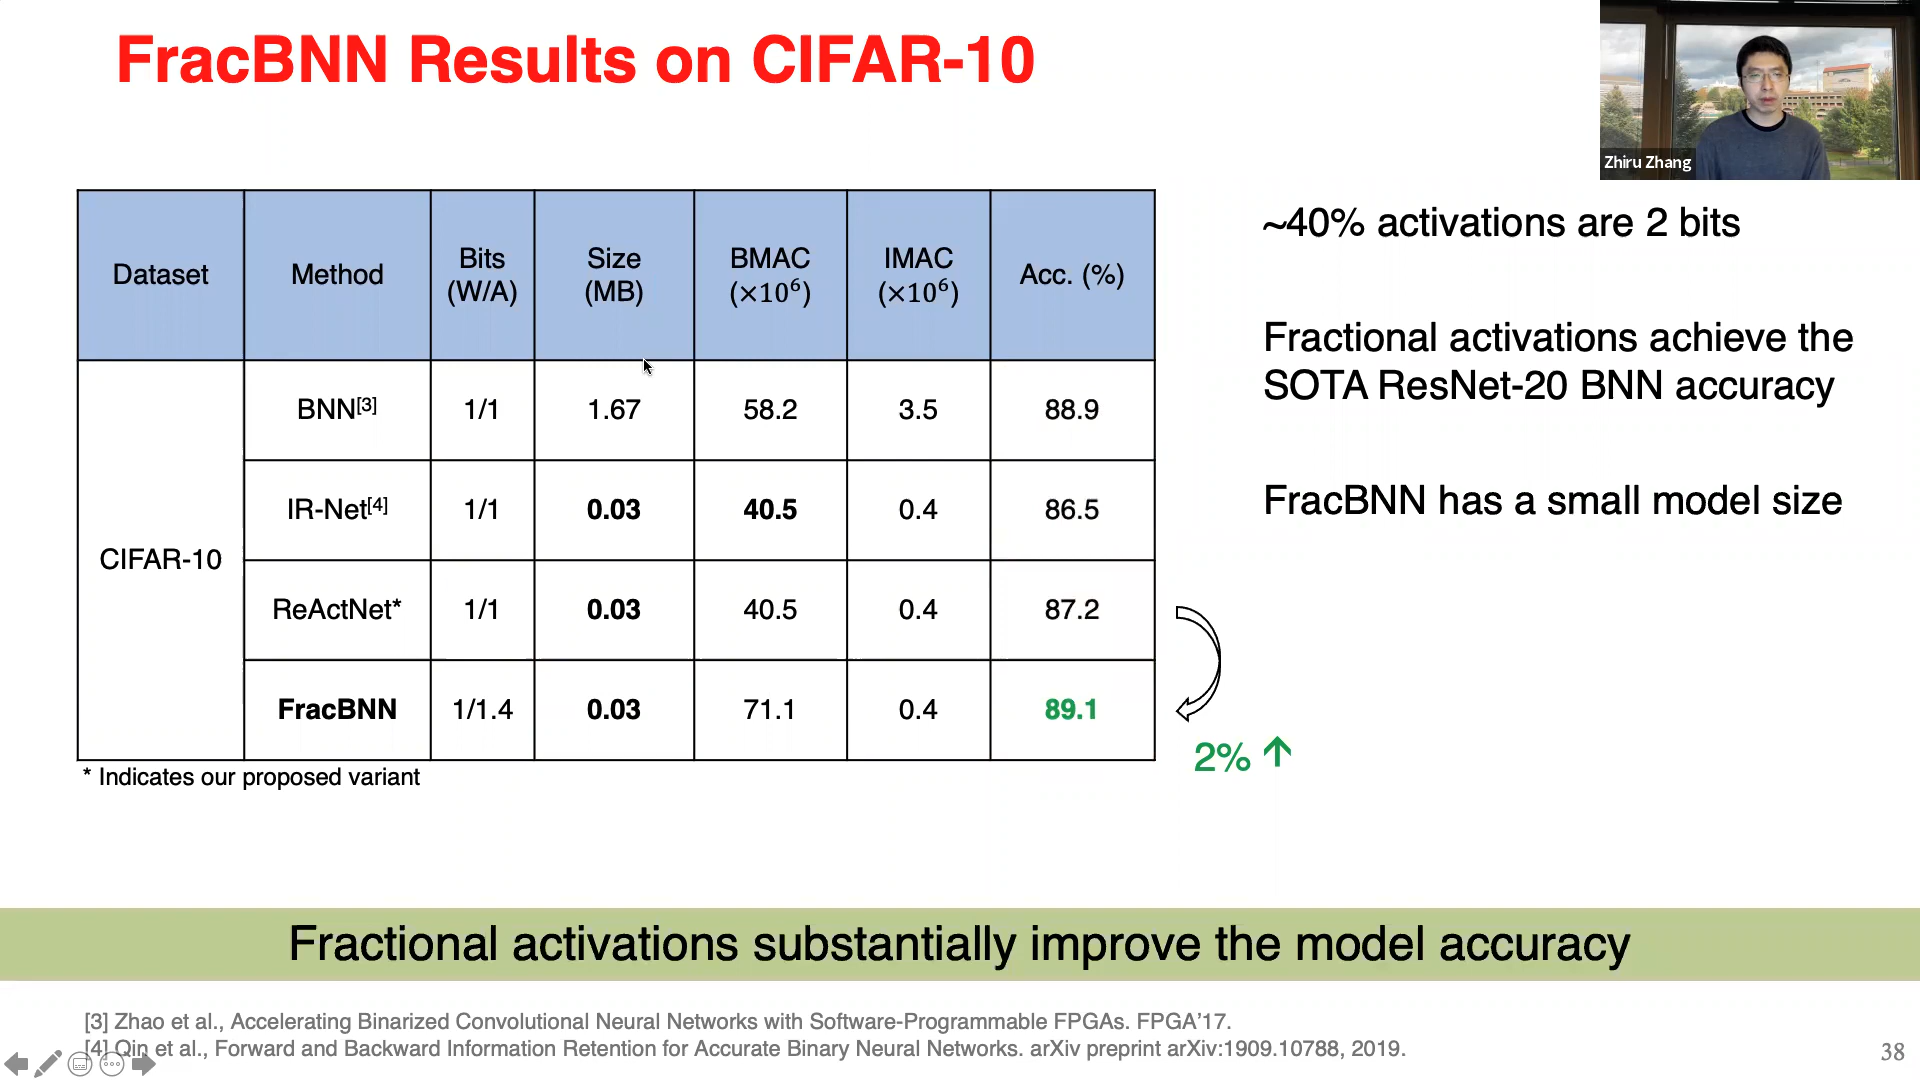 FracBNN Results on CIFAR-10
Zhiru Zhang
Dataset Method Bits (W/A) Size (MB) BMAC (×10⁶) IMAC (×10⁶) Acc. (%)
CIFAR-10
BNN[3] 1/1 1.67 58.2 3.5 88.9
IR-Net[4] 1/1 0.03 40.5 0.4 86.5
ReActNet* 1/1 0.03 40.5 0.4 87.2
FracBNN 1/1.4 0.03 71.1 0.4 89.1
* Indicates our proposed variant
2%
~40% activations are 2 bits
Fractional activations achieve the
SOTA ResNet-20 BNN accuracy
FracBNN has a small model size
Fractional activations substantially improve the model accuracy
[3] Zhao et al., Accelerating Binarized Convolutional Neural Networks with Software-Programmable FPGAs. FPGA’17.
[4] Qin et al., Forward and Backward Information Retention for Accurate Binary Neural Networks. arXiv preprint arXiv:1909.10788, 2019.
38